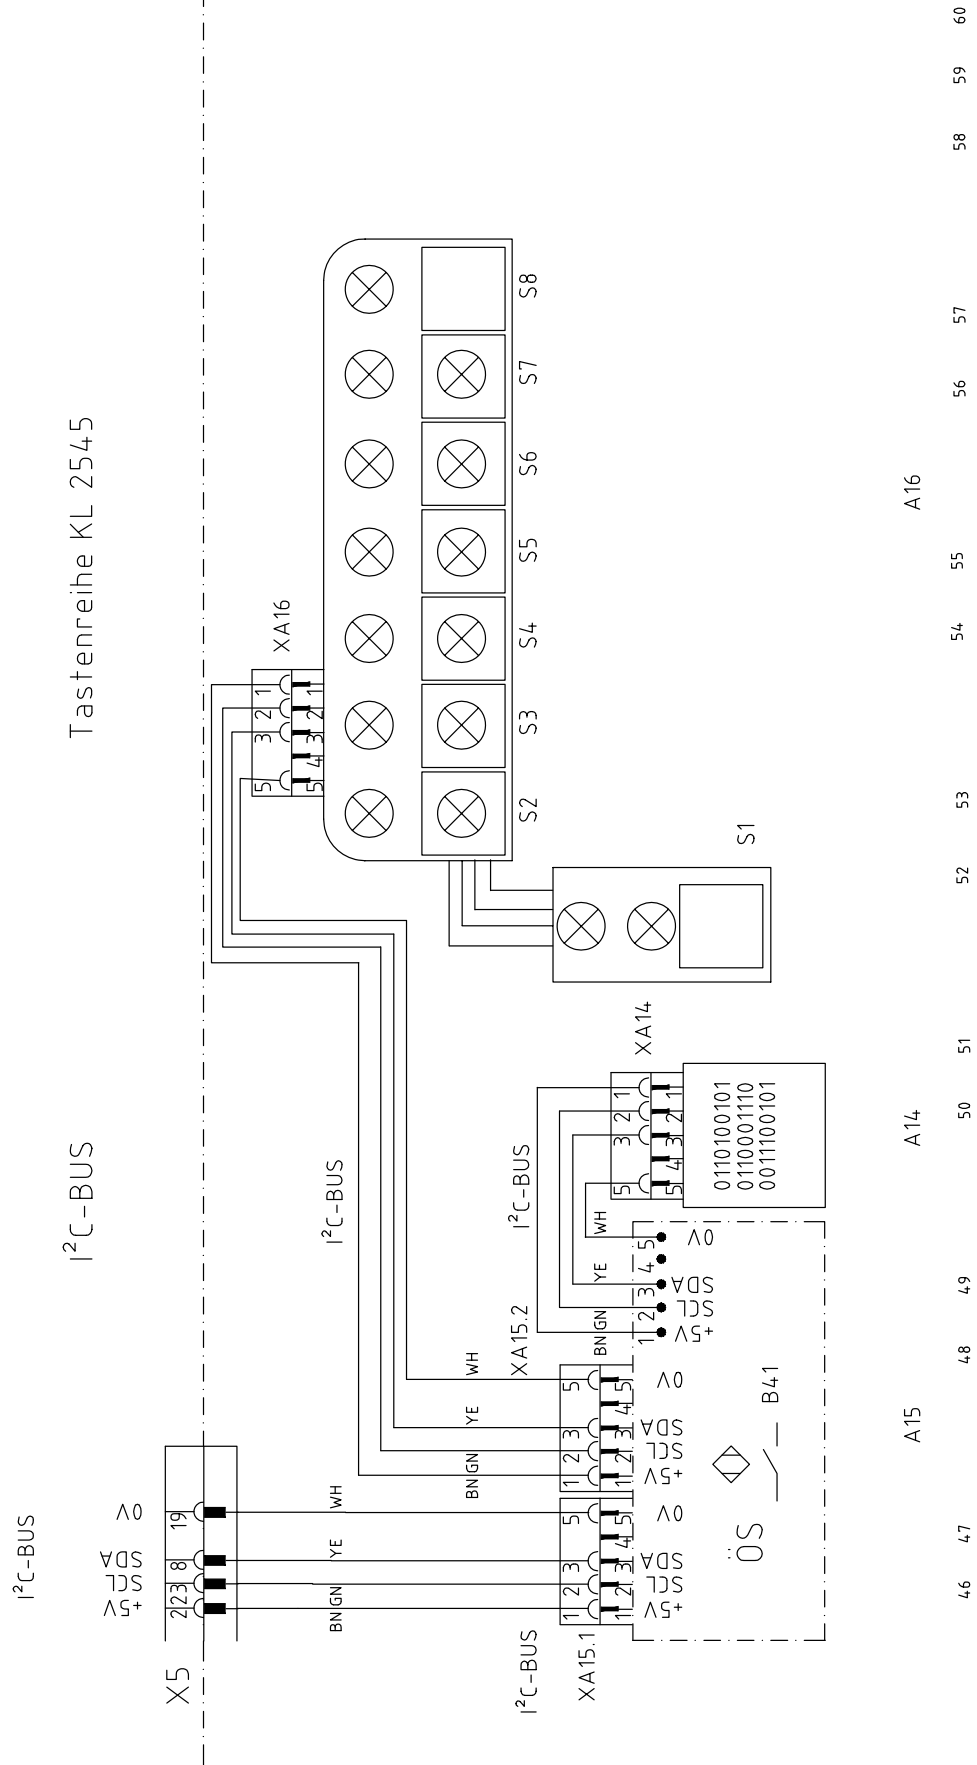 I²C-BUS
X5
+5V
SCL
SDA
0V
2
23
8
19
BN
GN
YE
WH
I²C-BUS
XA15.1
1
2
3
5
1
2
3
4
5
+5V
SCL
SDA
0V
XA15.2
1
2
3
5
1
2
3
4
5
+5V
SCL
SDA
0V
BN
GN
YE
WH
ÖS
B41
I²C-BUS
I²C-BUS
I²C-BUS
BN
GN
YE
WH
1
2
3
4
5
+5V
SCL
SDA
0V
XA14
5
3
2
1
5
4
3
2
1
0110100101
0110001110
0011100101
S1
Tastenreihe KL 2545
XA16
5
3
2
1
5
4
3
2
1
S2
S3
S4
S5
S6
S7
S8
A15
A14
A16
46
47
48
49
50
51
52
53
54
55
56
57
58
59
60